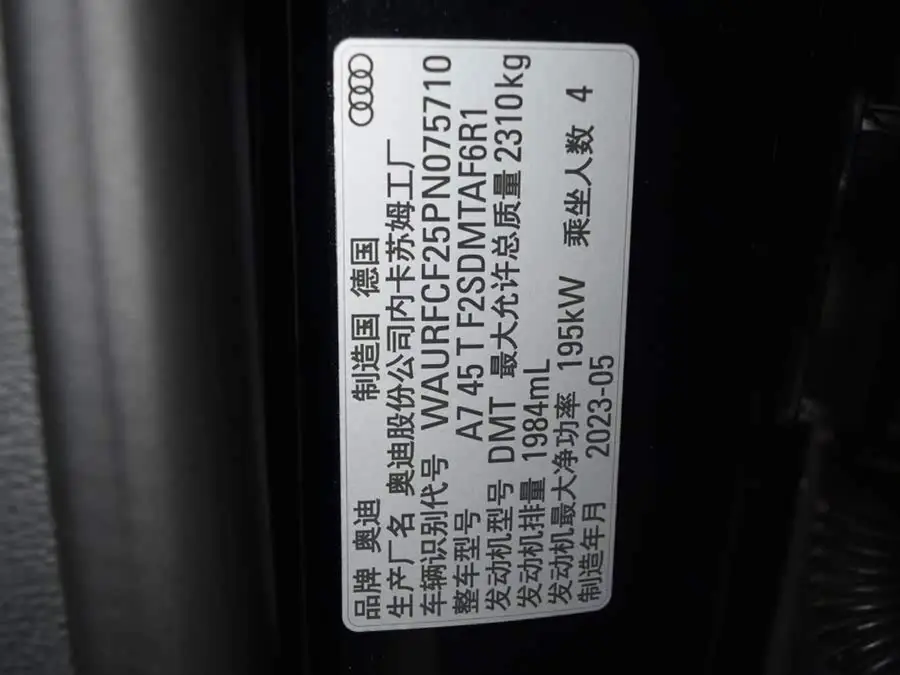 品牌 奥迪 制造国 德国
生产厂名 奥迪股份公司内卡苏姆工厂
车辆识别代号 WAURFCF25PN075710
整车型号 A7 45 T F2SDMTAF6R1
发动机型号 DMT 最大允许总质量 2310kg
发动机排量 1984mL
发动机最大净功率 195kW 乘坐人数 4
制造年月 2023-05